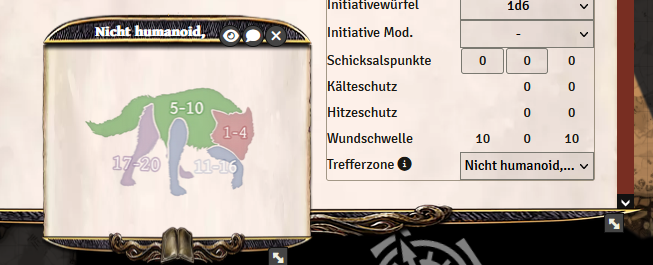 Nicht humanoid,
5-10
1-4
17-20
11-16
Initiativewürfel 1d6
Initiative Mod. -
Schicksalspunkte 0 0 0
Kälteschutz 0 0
Hitzeschutz 0 0
Wundschwelle 10 0 10
Trefferzone Nicht humanoid,...